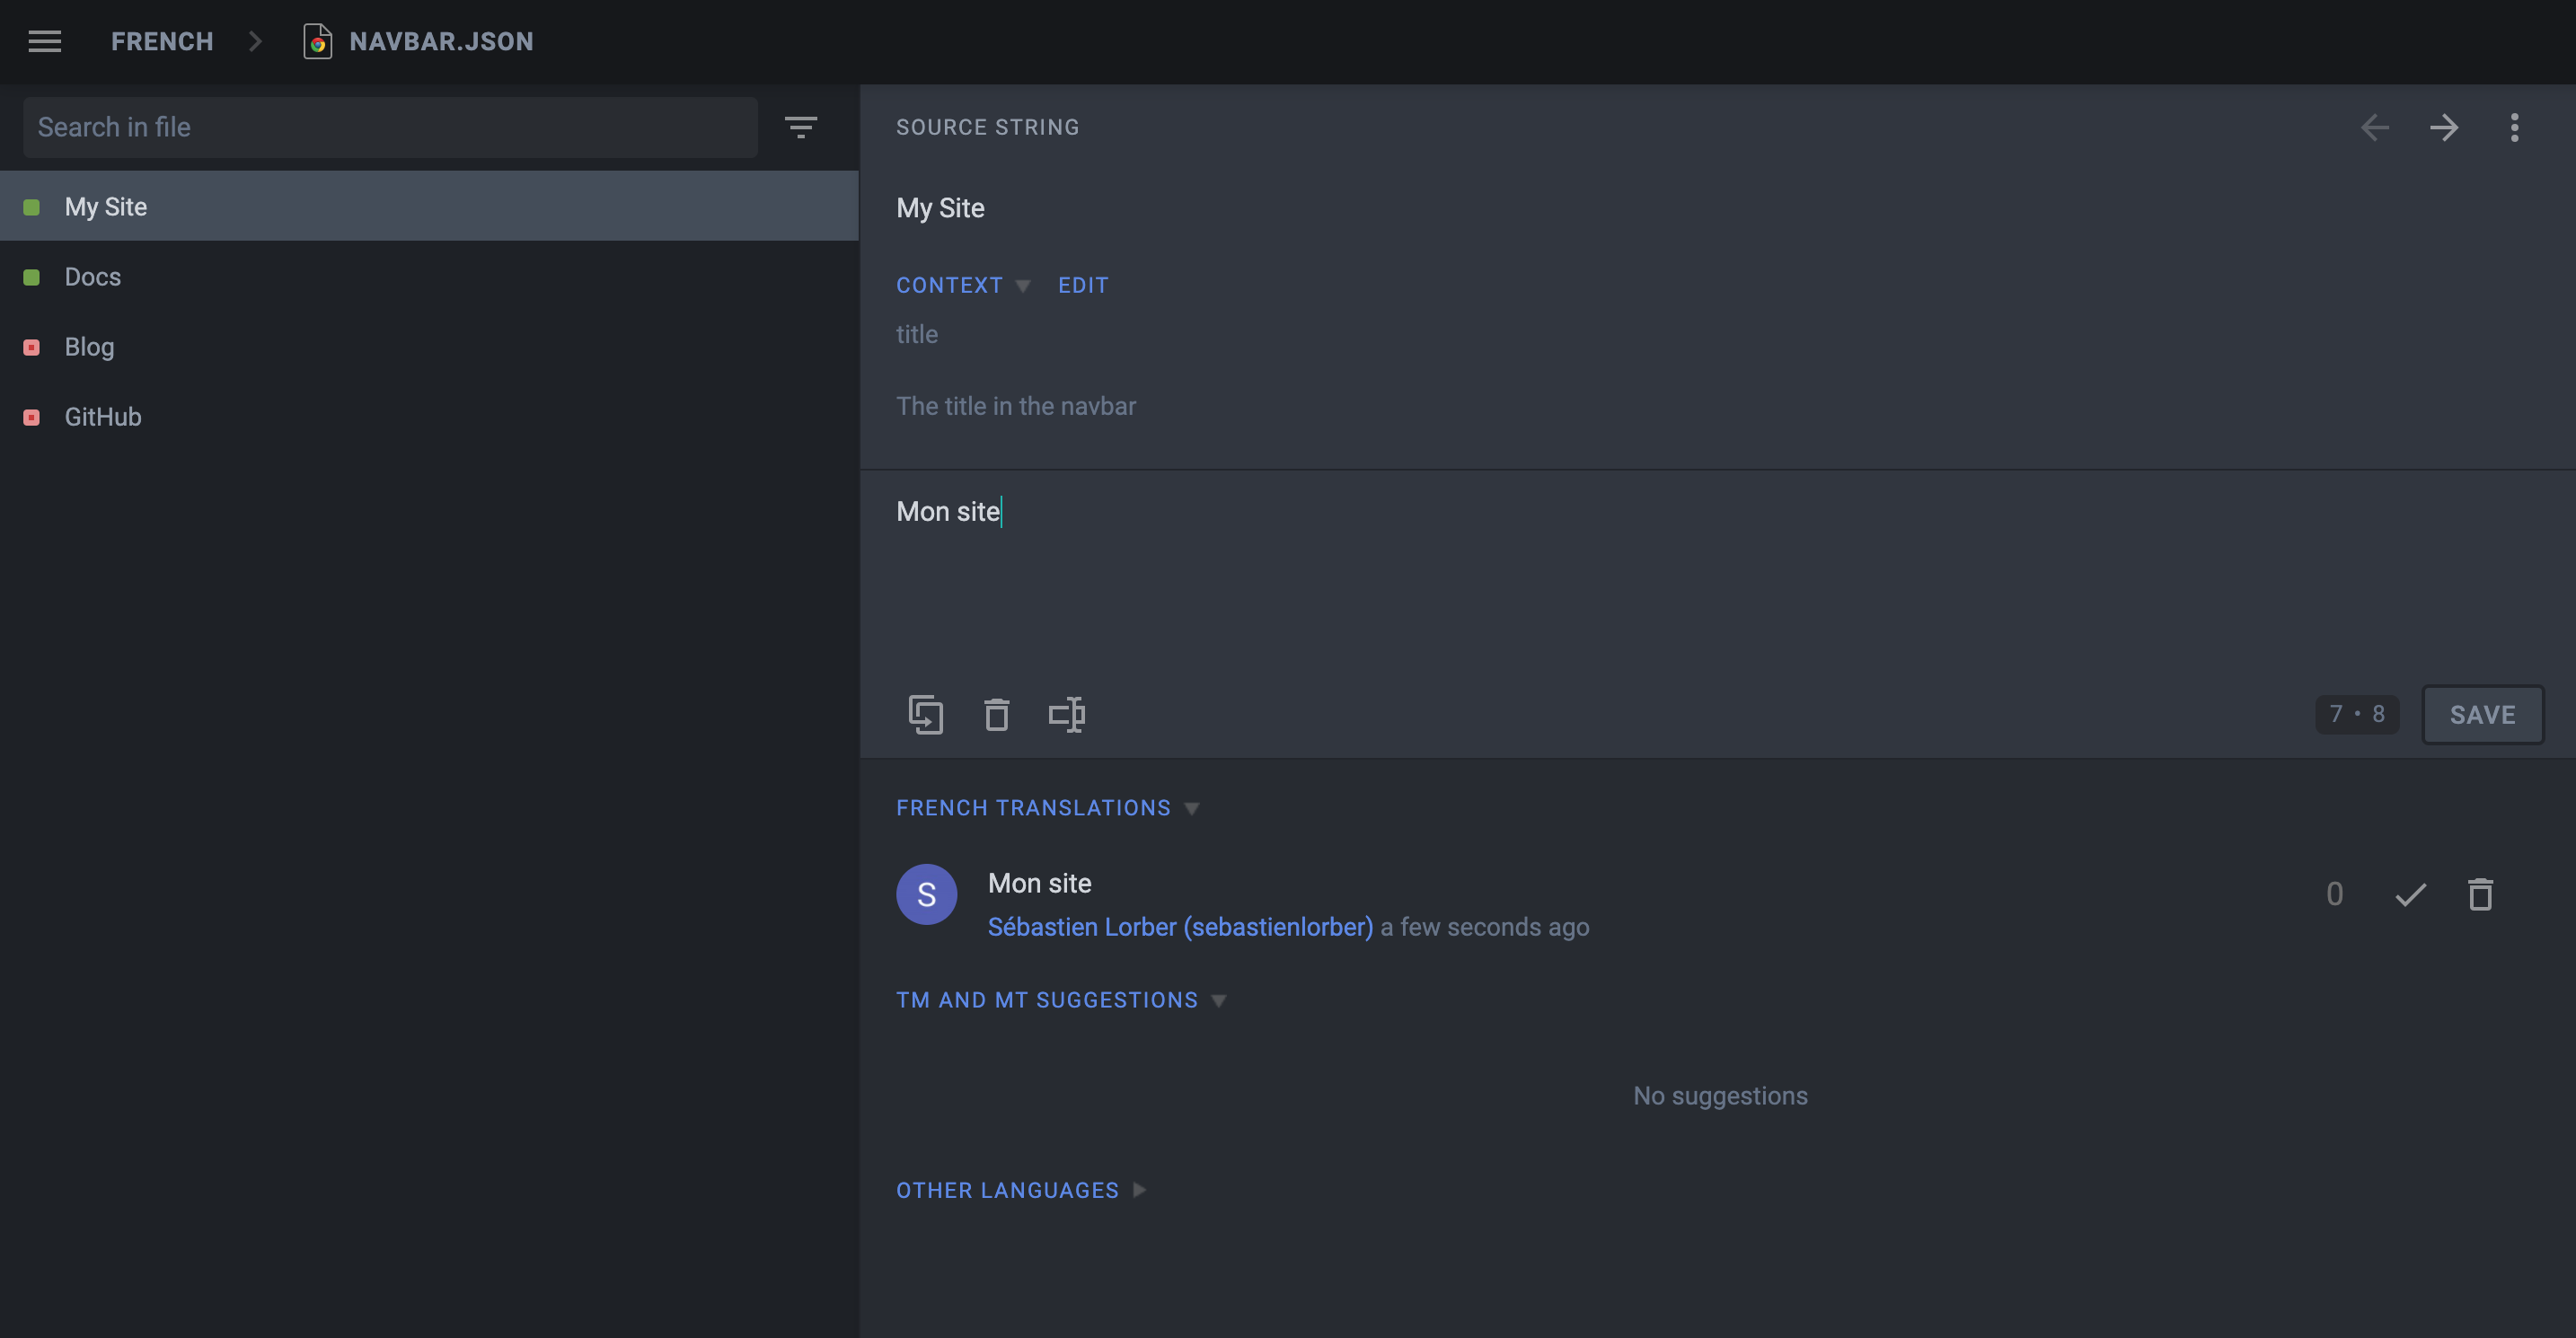 FRENCH
NAVBAR.JSON
Search in file
My Site
Docs
Blog
GitHub
SOURCE STRING
My Site
CONTEXT EDIT
title
The title in the navbar
Mon site
7 • 8
SAVE
FRENCH TRANSLATIONS
S
Mon site
0
Sébastien Lorber (sebastienlorber) a few seconds ago
TM AND MT SUGGESTIONS
No suggestions
OTHER LANGUAGES